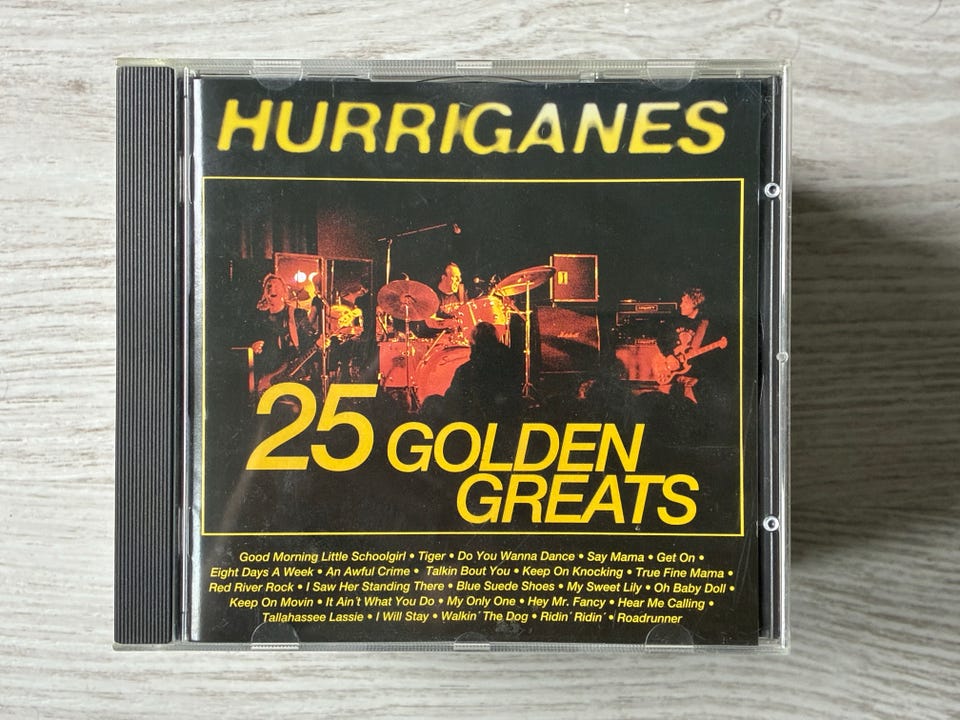 HURRIGANES
25 GOLDEN
GREATS
Good Morning Little Schoolgirl • Tiger • Do You Wanna Dance • Say Mama • Get On •
Eight Days A Week • An Awful Crime • Talkin Bout You • Keep On Knocking • True Fine Mama •
Red River Rock • I Saw Her Standing There • Blue Suede Shoes • My Sweet Lily • Oh Baby Doll •
Keep On Movin • It Ain't What You Do • My Only One • Hey Mr. Fancy • Hear Me Calling •
Tallahassee Lassie • I Will Stay • Walkin´ The Dog • Ridin´ Ridin´ • Roadrunner